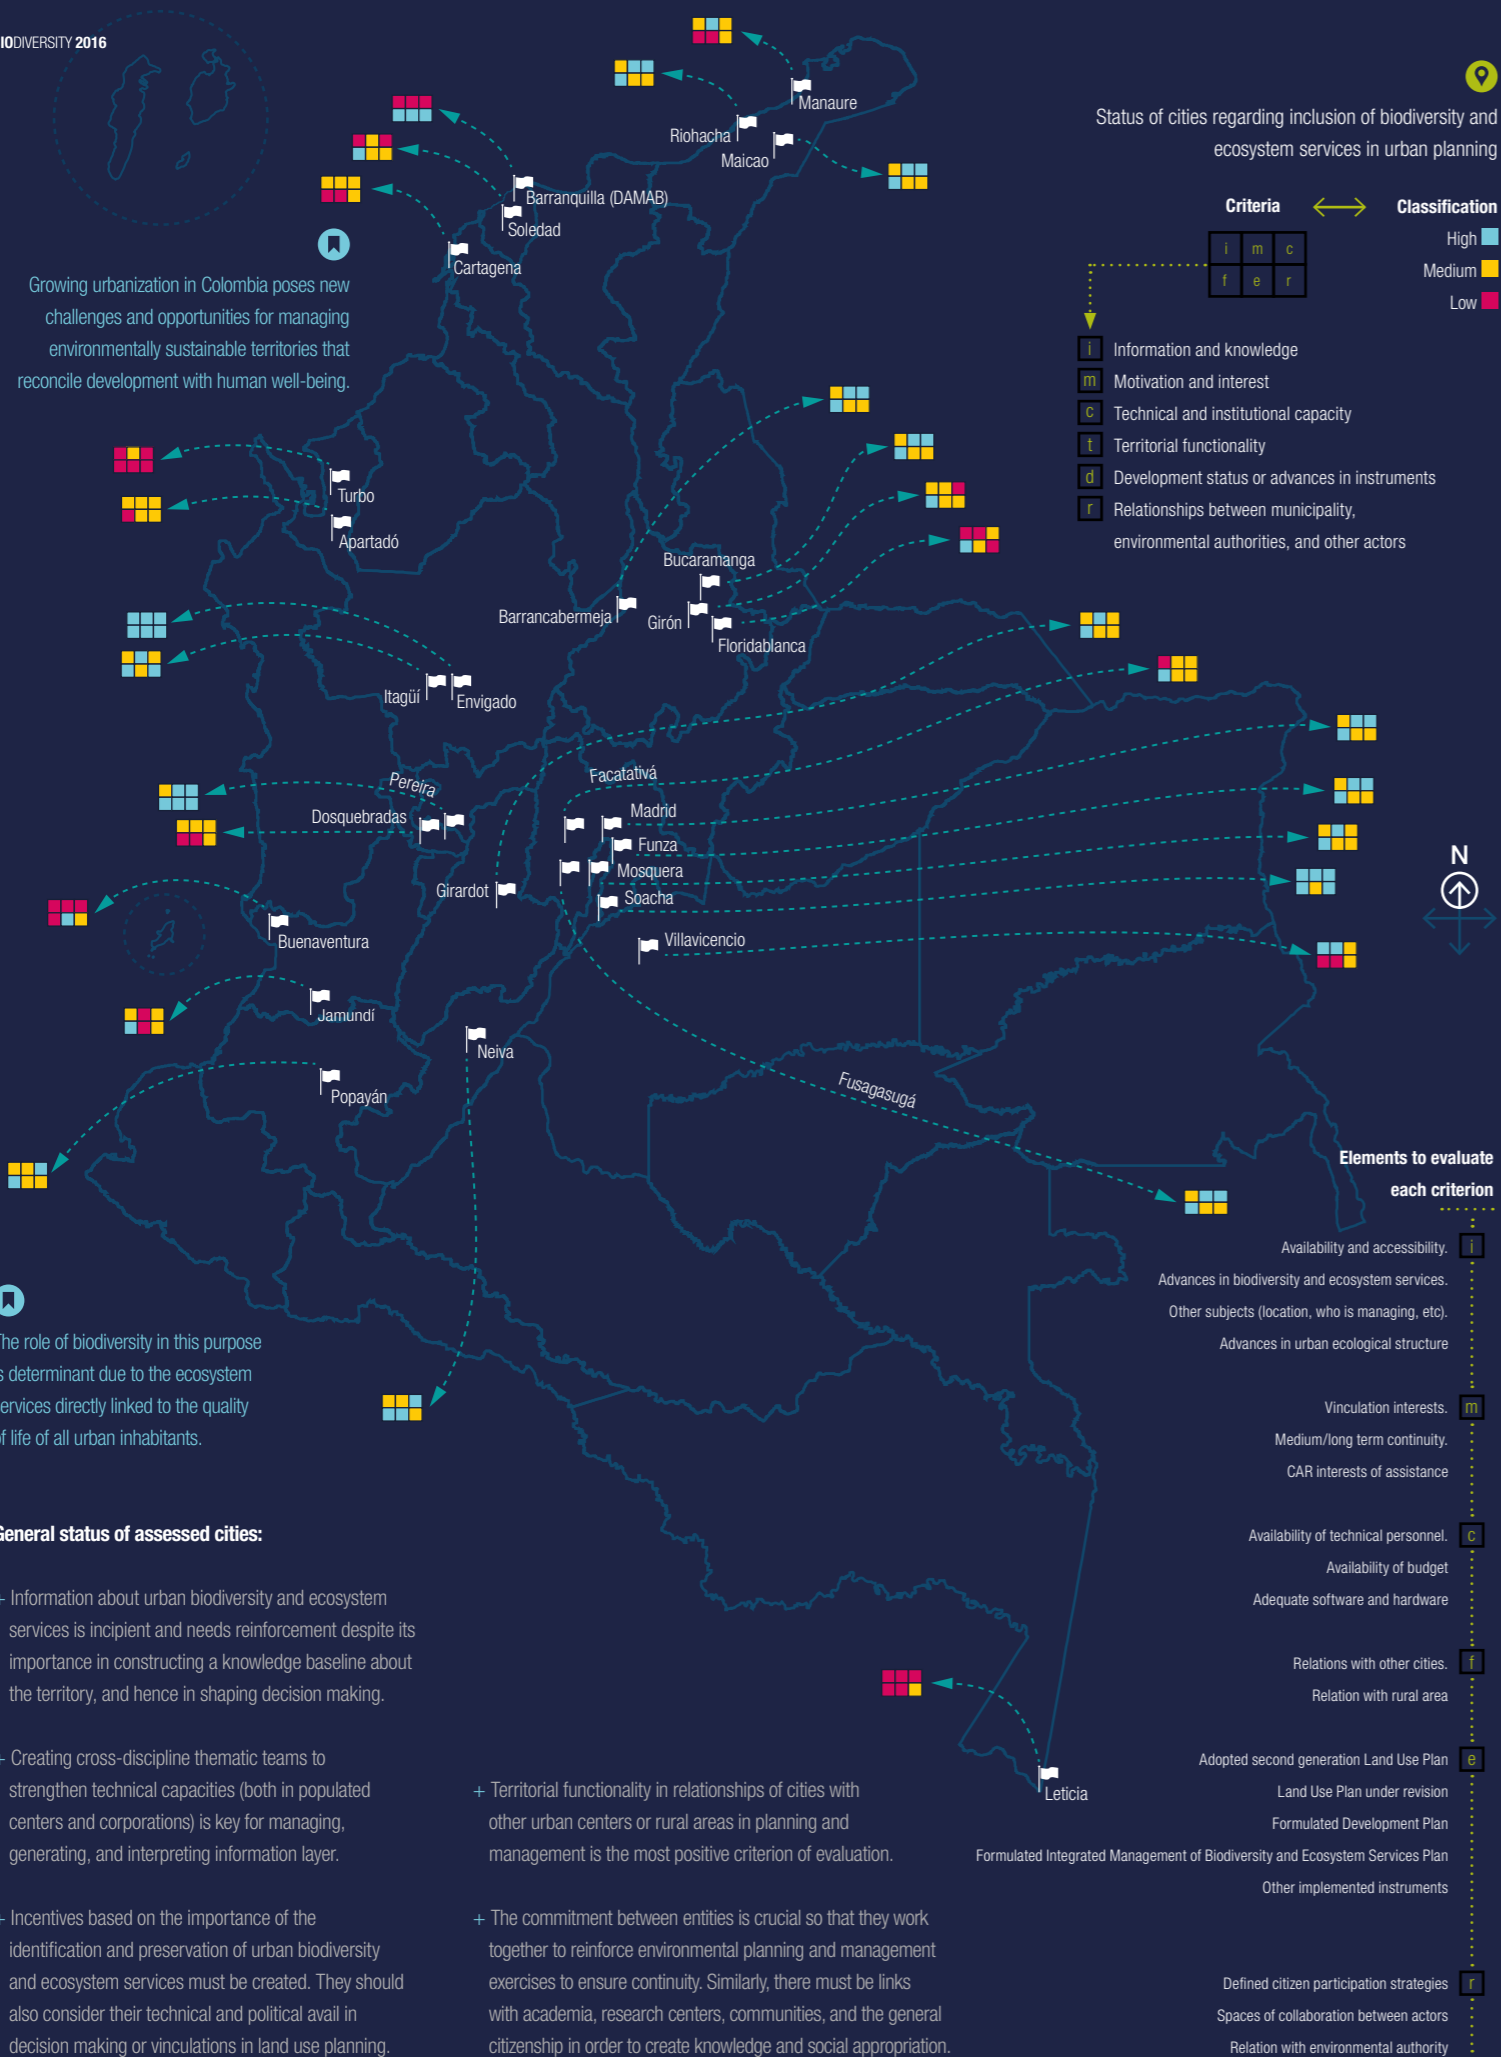 IODIVERSITY 2016
Manaure
Riohacha
Maicao
Barranquilla (DAMAB)
Soledad
Cartagena
Status of cities regarding inclusion of biodiversity and
ecosystem services in urban planning
Criteria
Classification
i m c
f e r
High
Medium
Low
i Information and knowledge
m Motivation and interest
c Technical and institutional capacity
t Territorial functionality
d Development status or advances in instruments
r Relationships between municipality,
environmental authorities, and other actors
Growing urbanization in Colombia poses new
challenges and opportunities for managing
environmentally sustainable territories that
reconcile development with human well-being.
Turbo
Apartadó
Bucaramanga
Barrancabermeja
Girón
Floridablanca
Itagüí
Envigado
Pereira
Dosquebradas
Facatativá
Madrid
Funza
Mosquera
Girardot
Soacha
Villavicencio
Buenaventura
Jamundí
Neiva
Popayán
Fusagasugá
N
Leticia
Elements to evaluate
each criterion
Availability and accessibility. i
Advances in biodiversity and ecosystem services.
Other subjects (location, who is managing, etc).
Advances in urban ecological structure
Vinculation interests. m
Medium/long term continuity.
CAR interests of assistance
Availability of technical personnel. c
Availability of budget
Adequate software and hardware
Relations with other cities. f
Relation with rural area
Adopted second generation Land Use Plan e
Land Use Plan under revision
Formulated Development Plan
Formulated Integrated Management of Biodiversity and Ecosystem Services Plan
Other implemented instruments
Defined citizen participation strategies r
Spaces of collaboration between actors
Relation with environmental authority
The role of biodiversity in this purpose
s determinant due to the ecosystem
ervices directly linked to the quality
of life of all urban inhabitants.
General status of assessed cities:
+ Information about urban biodiversity and ecosystem
services is incipient and needs reinforcement despite its
importance in constructing a knowledge baseline about
the territory, and hence in shaping decision making.
+ Creating cross-discipline thematic teams to
strengthen technical capacities (both in populated
centers and corporations) is key for managing,
generating, and interpreting information layer.
+ Incentives based on the importance of the
identification and preservation of urban biodiversity
and ecosystem services must be created. They should
also consider their technical and political avail in
decision making or vinculations in land use planning.
+ Territorial functionality in relationships of cities with
other urban centers or rural areas in planning and
management is the most positive criterion of evaluation.
+ The commitment between entities is crucial so that they work
together to reinforce environmental planning and management
exercises to ensure continuity. Similarly, there must be links
with academia, research centers, communities, and the general
citizenship in order to create knowledge and social appropriation.